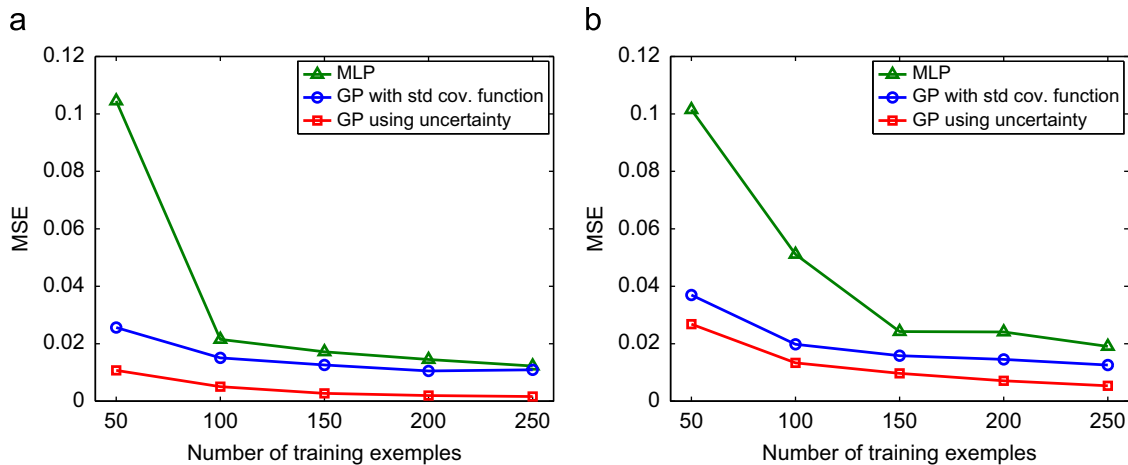 a
0.12
0.1
0.08
0.06
0.04
0.02
0
MSE
50 100 150 200 250
Number of training exemples
MLP
GP with std cov. function
GP using uncertainty
b
0.12
0.1
0.08
0.06
0.04
0.02
0
MSE
50 100 150 200 250
Number of training exemples
MLP
GP with std cov. function
GP using uncertainty